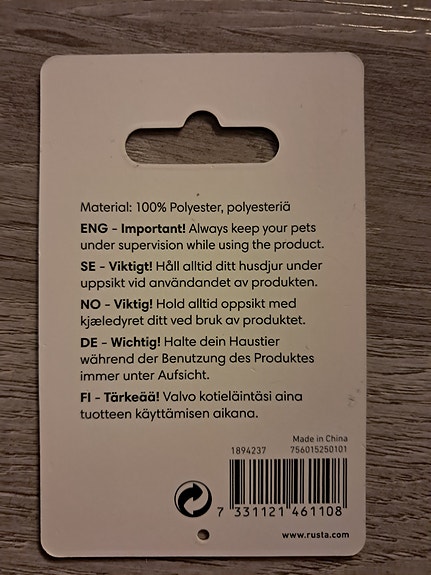 Material: 100% Polyester, polyesteriä
ENG - Important! Always keep your pets
under supervision while using the product.
SE - Viktigt! Håll alltid ditt husdjur under
uppsikt vid användandet av produkten.
NO - Viktig! Hold alltid oppsikt med
kjæledyret ditt ved bruk av produktet.
DE - Wichtig! Halte dein Haustier
während der Benutzung des Produktes
immer unter Aufsicht.
FI - Tärkeää! Valvo kotieläintäsi aina
tuotteen käyttämisen aikana.
Made in China
1894237 756015250101
7 331121 461108
www.rusta.com